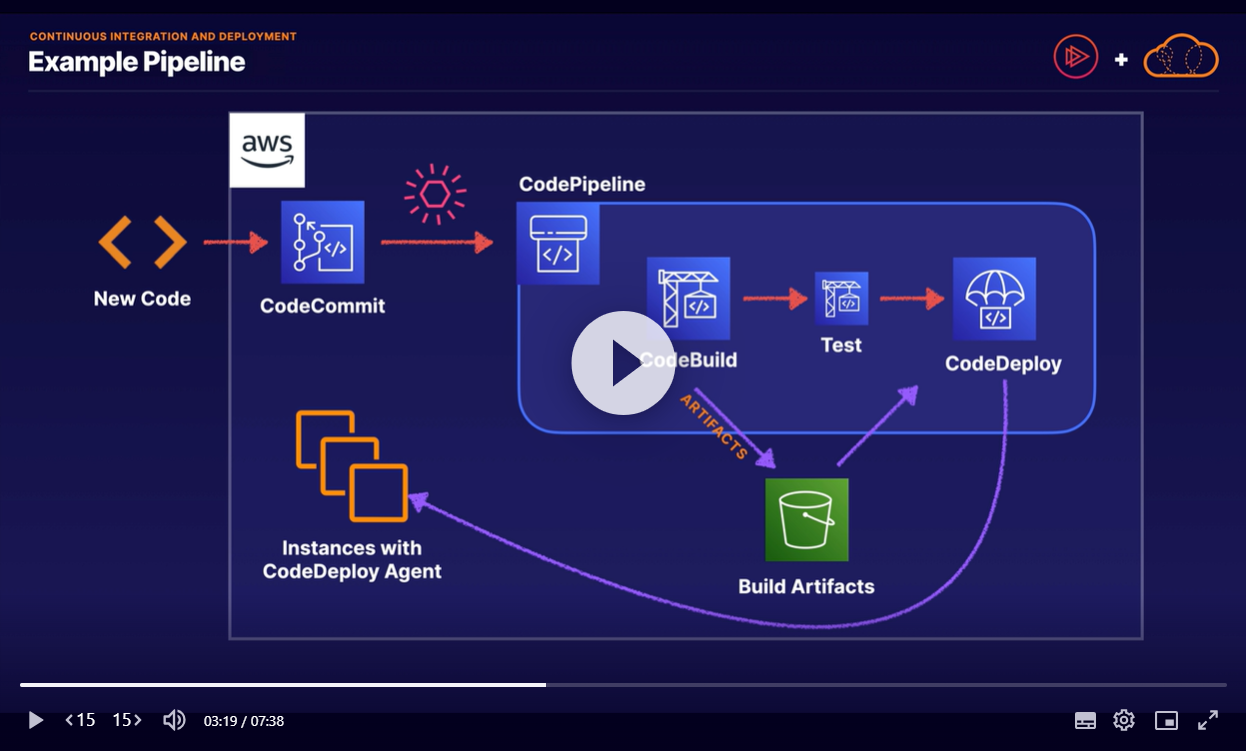 CONTINUOUS INTEGRATION AND DEPLOYMENT
Example Pipeline
aws
CodePipeline
New Code
CodeCommit
CodeBuild
Test
CodeDeploy
ARTIFACTS
Instances with
CodeDeploy Agent
Build Artifacts
15
15
03:19 / 07:38